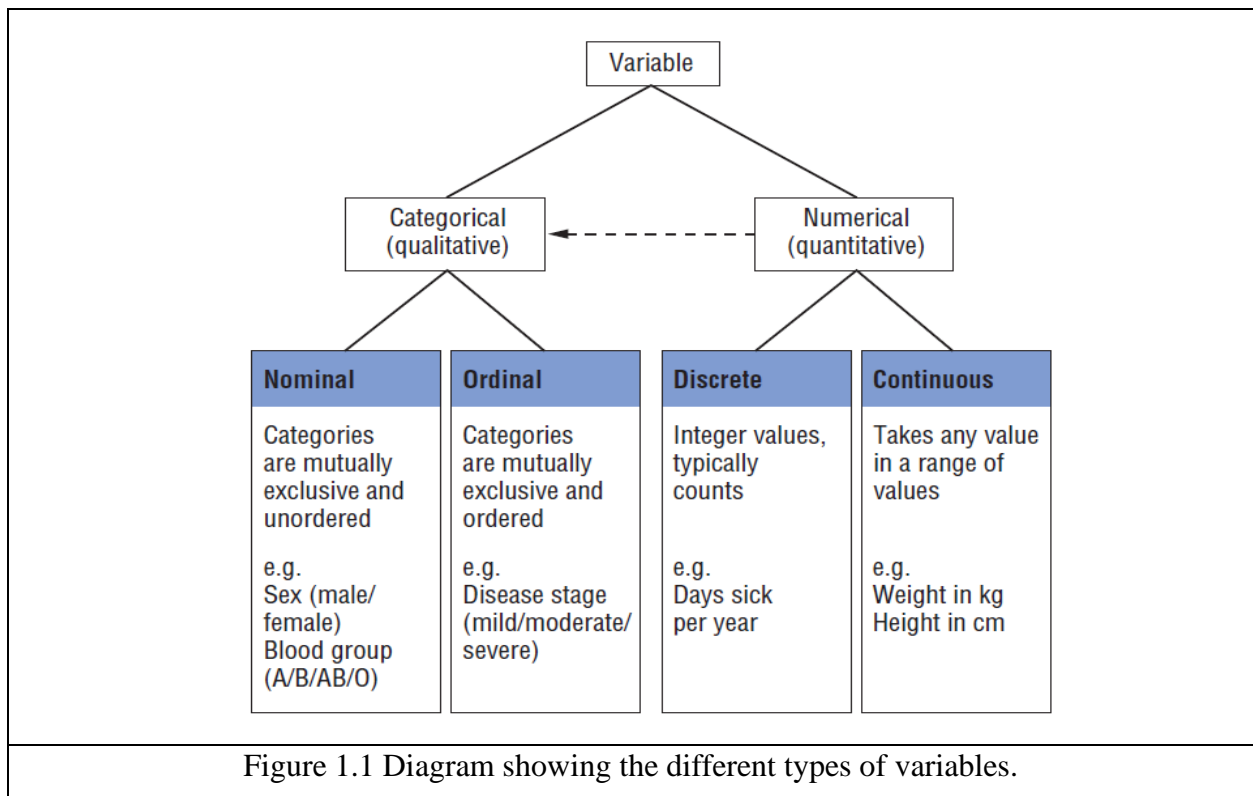 Variable
Categorical
(qualitative)
Numerical
(quantitative)
Nominal
Categories
are mutually
exclusive and
unordered
e.g.
Sex (male/
female)
Blood group
(A/B/AB/O)
Ordinal
Categories
are mutually
exclusive and
ordered
e.g.
Disease stage
(mild/moderate/
severe)
Discrete
Integer values,
typically
counts
e.g.
Days sick
per year
Continuous
Takes any value
in a range of
values
e.g.
Weight in kg
Height in cm
Figure 1.1 Diagram showing the different types of variables.